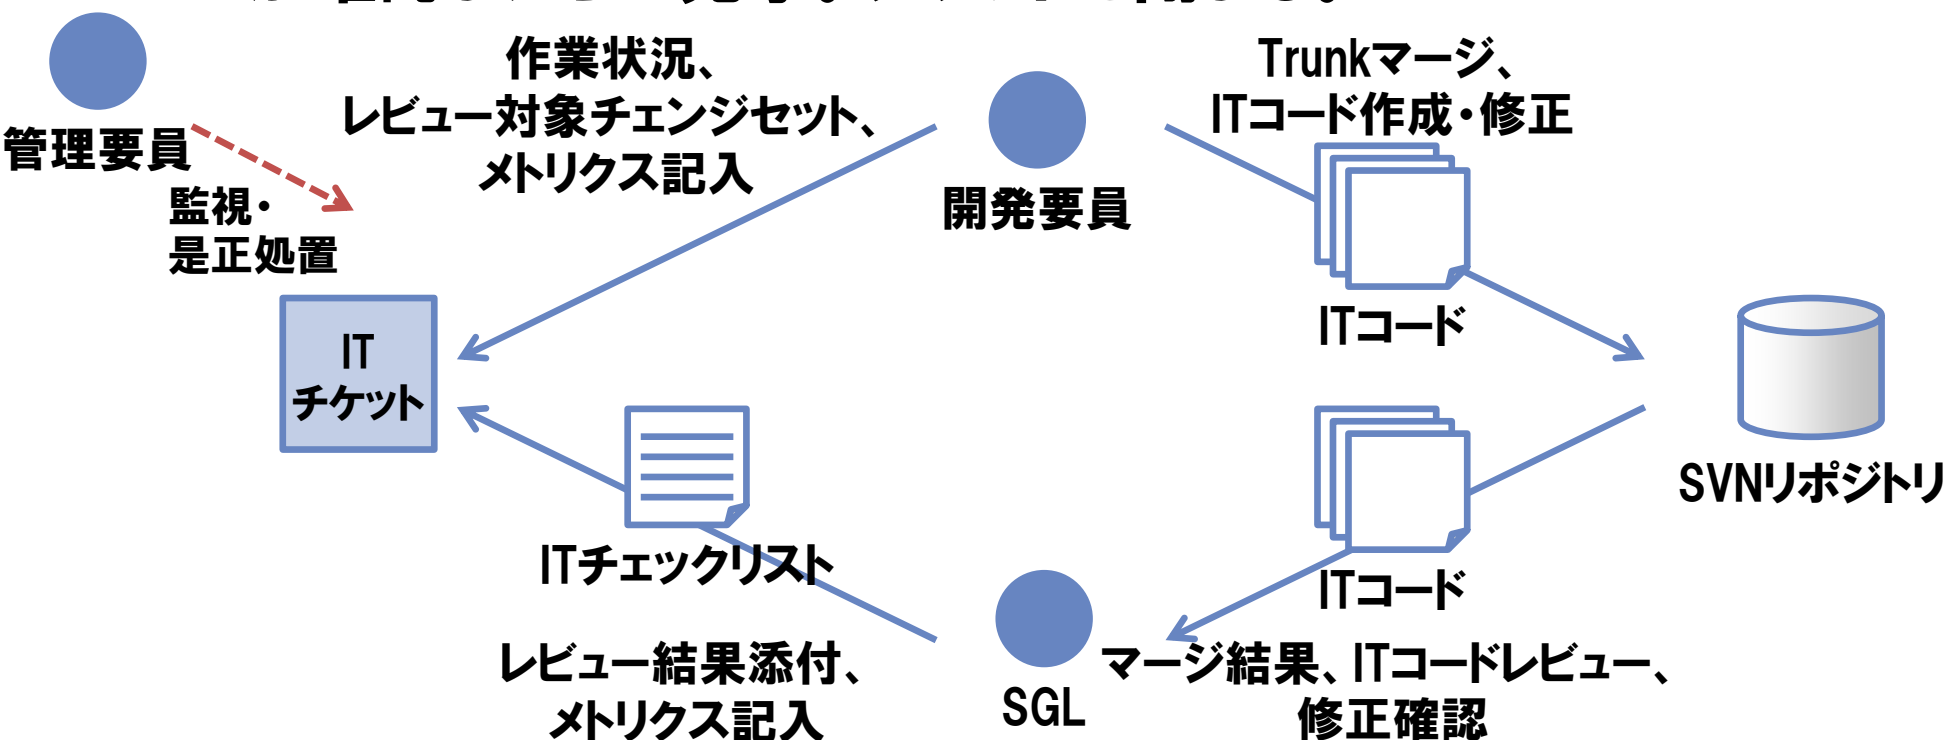 管理要員
監視・
是正処置
作業状況、
レビュー対象チェンジセット、
メトリクス記入
開発要員
Trunkマージ、
ITコード作成・修正
ITコード
IT
チケット
SVNリポジトリ
ITチェックリスト
ITコード
レビュー結果添付、
メトリクス記入
SGL
マージ結果、ITコードレビュー、
修正確認